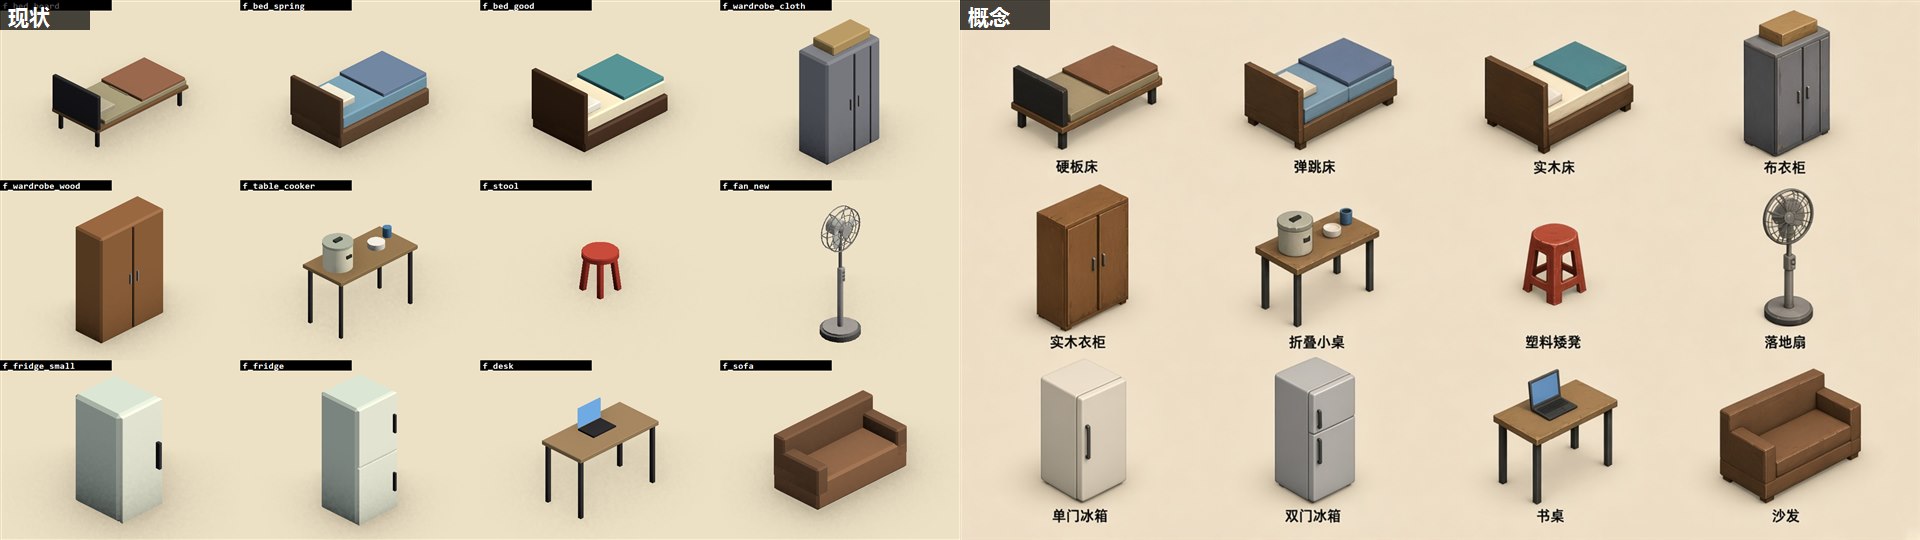 现状
f_bed_board
f_bed_spring
f_bed_good
f_wardrobe_cloth
概念
硬板床
弹跳床
实木床
布衣柜
f_wardrobe_wood
f_table_cooker
f_stool
f_fan_new
实木衣柜
折叠小桌
塑料矮凳
落地扇
f_fridge_small
f_fridge
f_desk
f_sofa
单门冰箱
双门冰箱
书桌
沙发